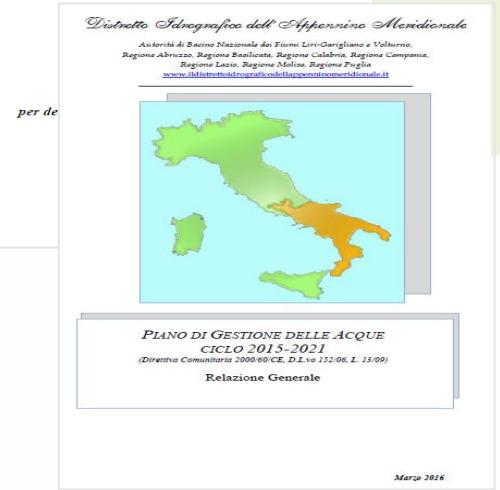 Distretto Idrografico dell'Appennino Meridionale
Autorità di Bacino Nazionale dei Fiumi Liri-Garigliano e Volturno,
Regione Abruzzo, Regione Basilicata, Regione Calabria, Regione Campania,
Regione Lazio, Regione Molise, Regione Puglia
www.ildistrettoidrograficodellappenninomeridionale.it
per de
PIANO DI GESTIONE DELLE ACQUE
CICLO 2015-2021
(Direttiva Comunitaria 2000/60/CE, D.L.vo 152/06, L. 13/09)
Relazione Generale
Marzo 2016